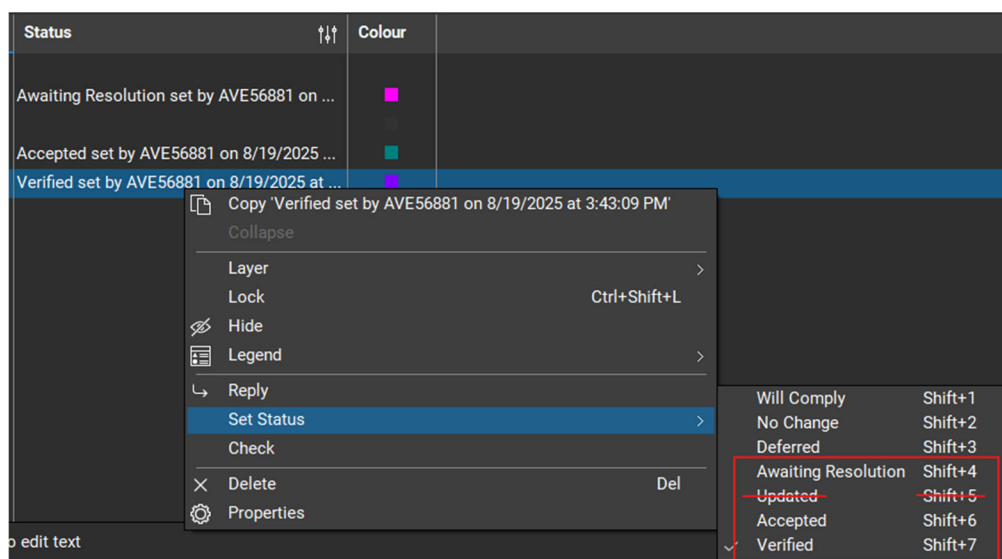 Status Colour
Awaiting Resolution set by AVE56881 on ...
Accepted set by AVE56881 on 8/19/2025 ...
Verified set by AVE56881 on 8/19/2025 at ...
Copy 'Verified set by AVE56881 on 8/19/2025 at 3:43:09 PM'
Collapse
Layer
Lock Ctrl+Shift+L
Hide
Legend
Reply
Set Status
Check
Delete Del
Properties
Will Comply Shift+1
No Change Shift+2
Deferred Shift+3
Awaiting Resolution Shift+4
Updated Shift+5
Accepted Shift+6
Verified Shift+7
o edit text